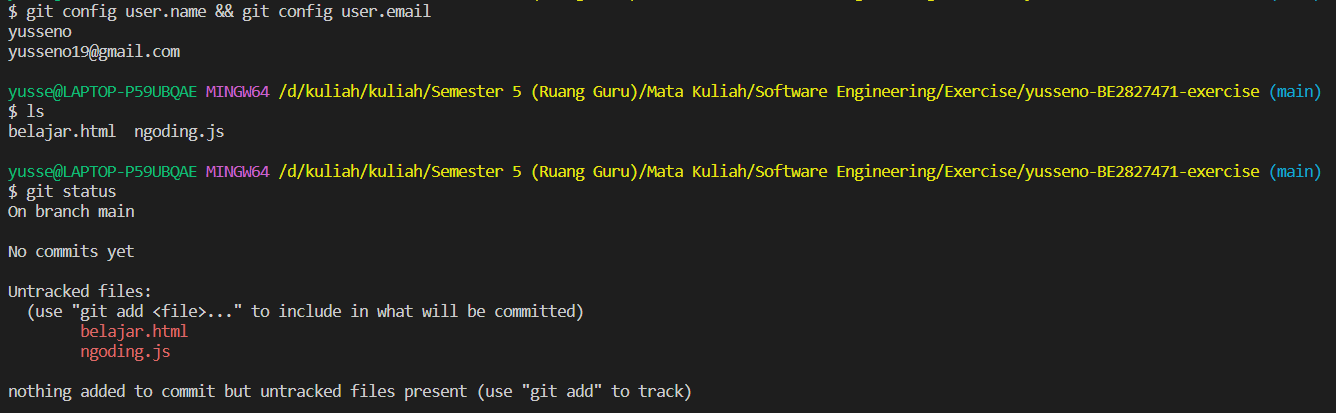 $ git config user.name && git config user.email
yusseno
yusseno19@gmail.com
yusse@LAPTOP-P59UBQAE MINGW64 /d/kuliah/kuliah/Semester 5 (Ruang Guru)/Mata Kuliah/Software Engineering/Exercise/yusseno-BE2827471-exercise (main)
$ ls
belajar.html  ngoding.js
yusse@LAPTOP-P59UBQAE MINGW64 /d/kuliah/kuliah/Semester 5 (Ruang Guru)/Mata Kuliah/Software Engineering/Exercise/yusseno-BE2827471-exercise (main)
$ git status
On branch main
No commits yet
Untracked files:
  (use "git add <file>..." to include in what will be committed)
        belajar.html
        ngoding.js
nothing added to commit but untracked files present (use "git add" to track)